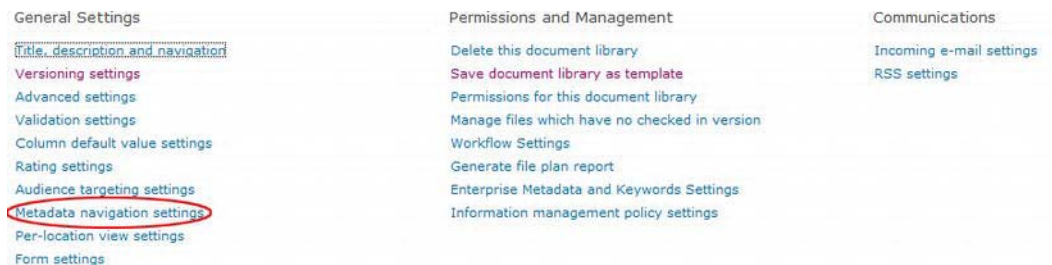 General Settings
Title, description and navigation
Versioning settings
Advanced settings
Validation settings
Column default value settings
Rating settings
Audience targeting settings
Metadata navigation settings
Per-location view settings
Form settings
Permissions and Management
Delete this document library
Save document library as template
Permissions for this document library
Manage files which have no checked in version
Workflow Settings
Generate file plan report
Enterprise Metadata and Keywords Settings
Information management policy settings
Communications
Incoming e-mail settings
RSS settings